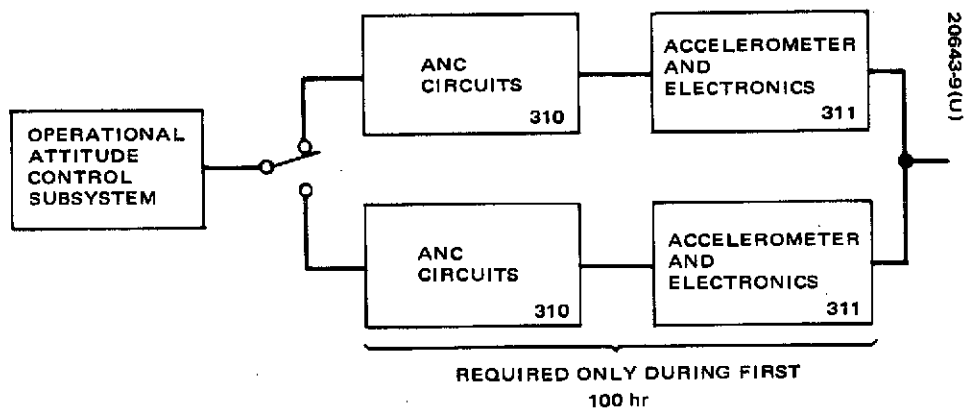 OPERATIONAL
ATTITUDE
CONTROL
SUBSYSTEM
ANC
CIRCUITS
310
ACCELEROMETER
AND
ELECTRONICS
311
ANC
CIRCUITS
310
ACCELEROMETER
AND
ELECTRONICS
311
REQUIRED ONLY DURING FIRST
100 hr
20643-9(U)